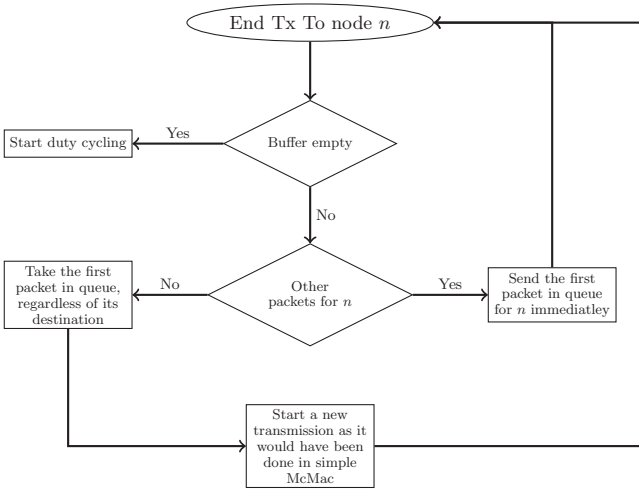 End Tx To node n
Buffer empty
Yes
Start duty cycling
No
Other
packets for n
No
Take the first
packet in queue,
regardless of its
destination
Yes
Send the first
packet in queue
for n immediatley
Start a new
transmission as it
would have been
done in simple
McMac